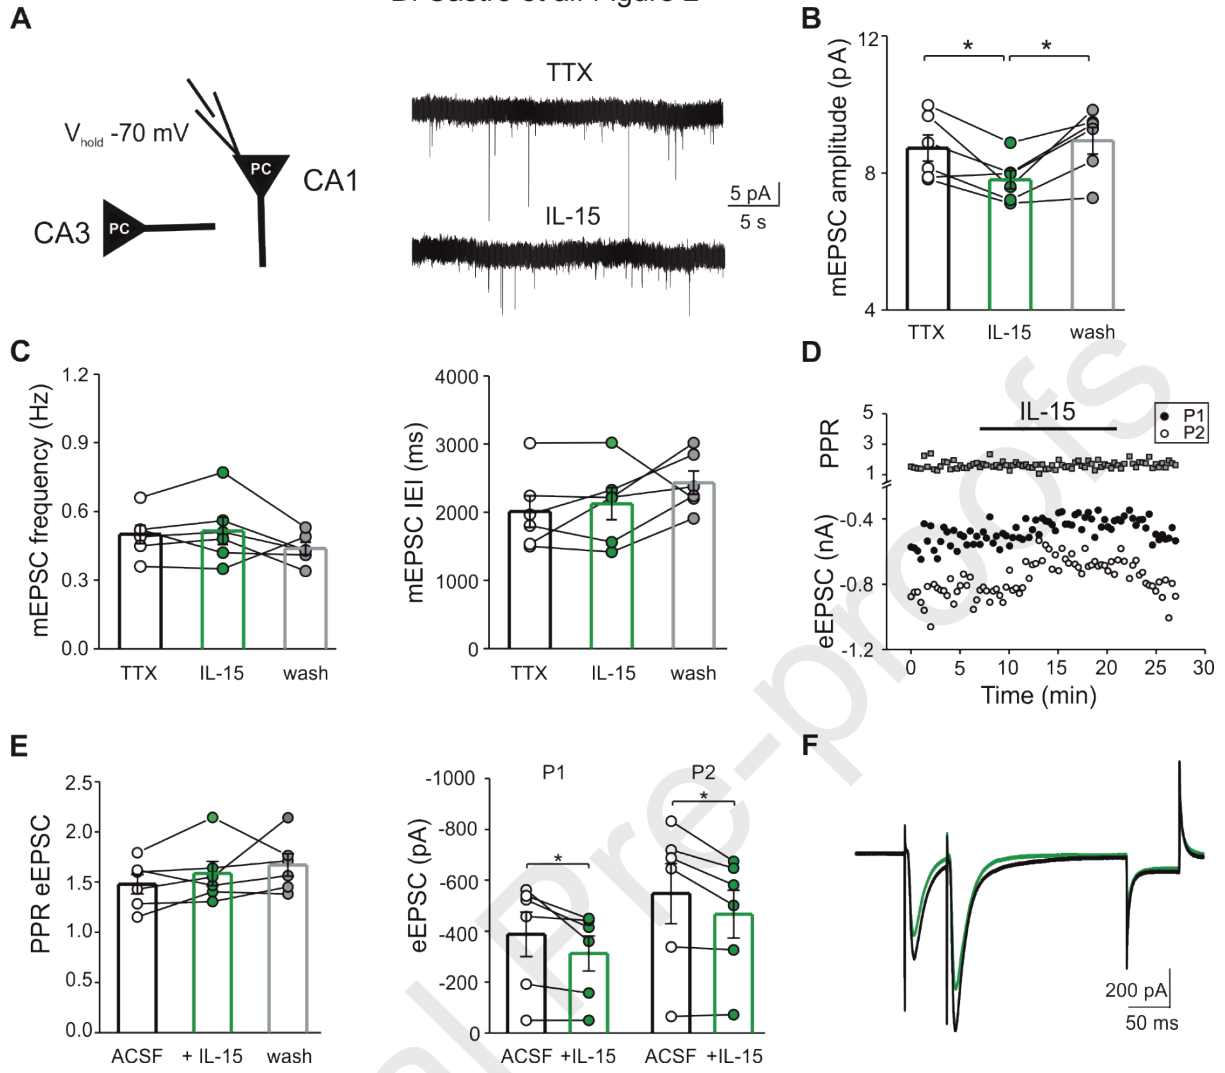 A
V hold -70 mV
PC
CA1
CA3
PC
TTX
IL-15
5 pA
5 s
B
mEPSC amplitude (pA)
12
8
4
*
*
TTX IL-15 wash
C
mEPSC frequency (Hz)
1.2
0.9
0.6
0.3
0.0
TTX IL-15 wash
mEPSC IEI (ms)
4000
3000
2000
1000
0
TTX IL-15 wash
D
IL-15
P1
P2
PPR
5
3
1
eEPSC (nA)
-0.4
-0.8
-1.2
0 5 10 15 20 25 30
Time (min)
E
PPR eEPSC
2.5
2.0
1.5
1.0
0.5
0.0
ACSF + IL-15 wash
eEPSC (pA)
-1000
-800
-600
-400
-200
0
P1 P2
*
*
ACSF +IL-15 ACSF +IL-15
F
200 pA
50 ms
Pre-proofs